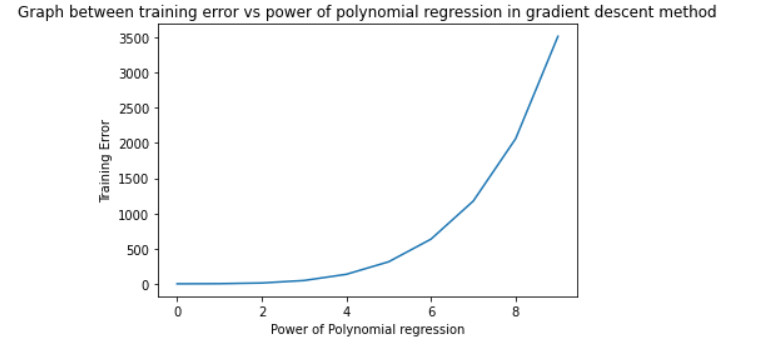 Graph between training error vs power of polynomial regression in gradient descent method
3500
3000
2500
2000
1500
1000
500
0
Training Error
0 2 4 6 8
Power of Polynomial regression